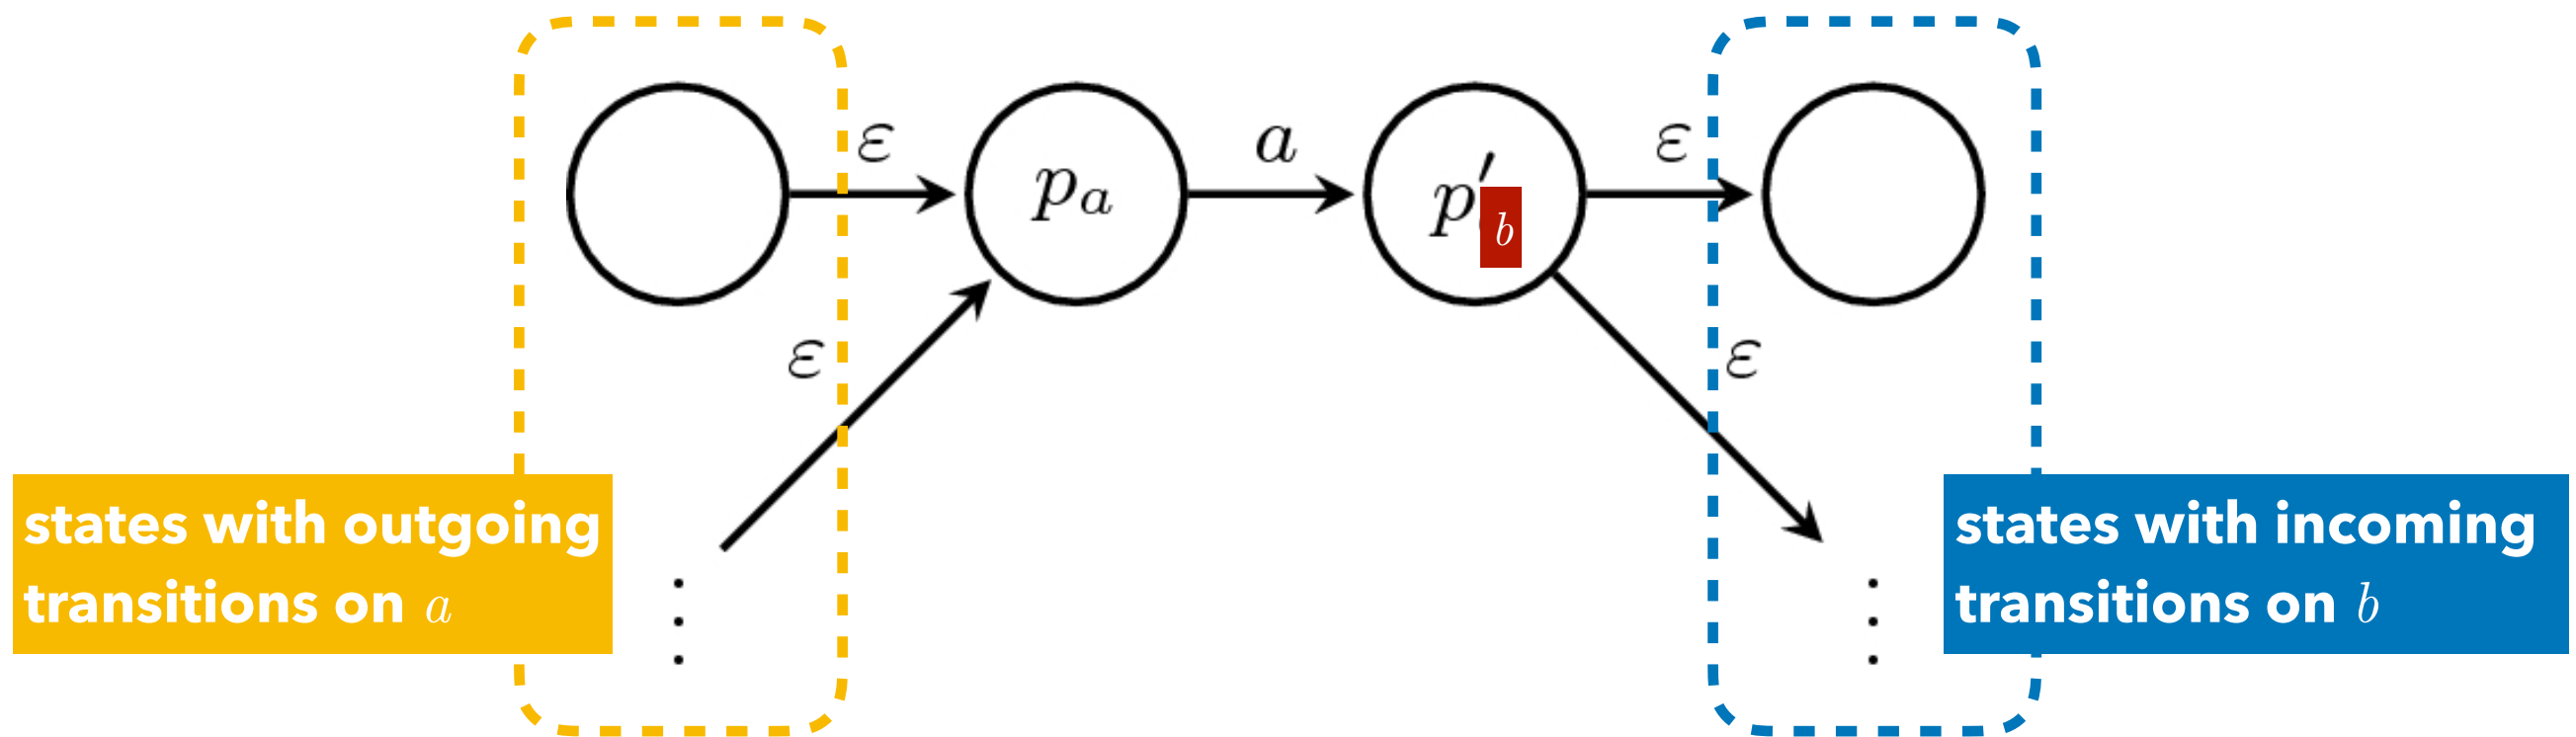 ε
a
ε
p_a
p'_b
ε
ε
states with outgoing
transitions on a
states with incoming
transitions on b